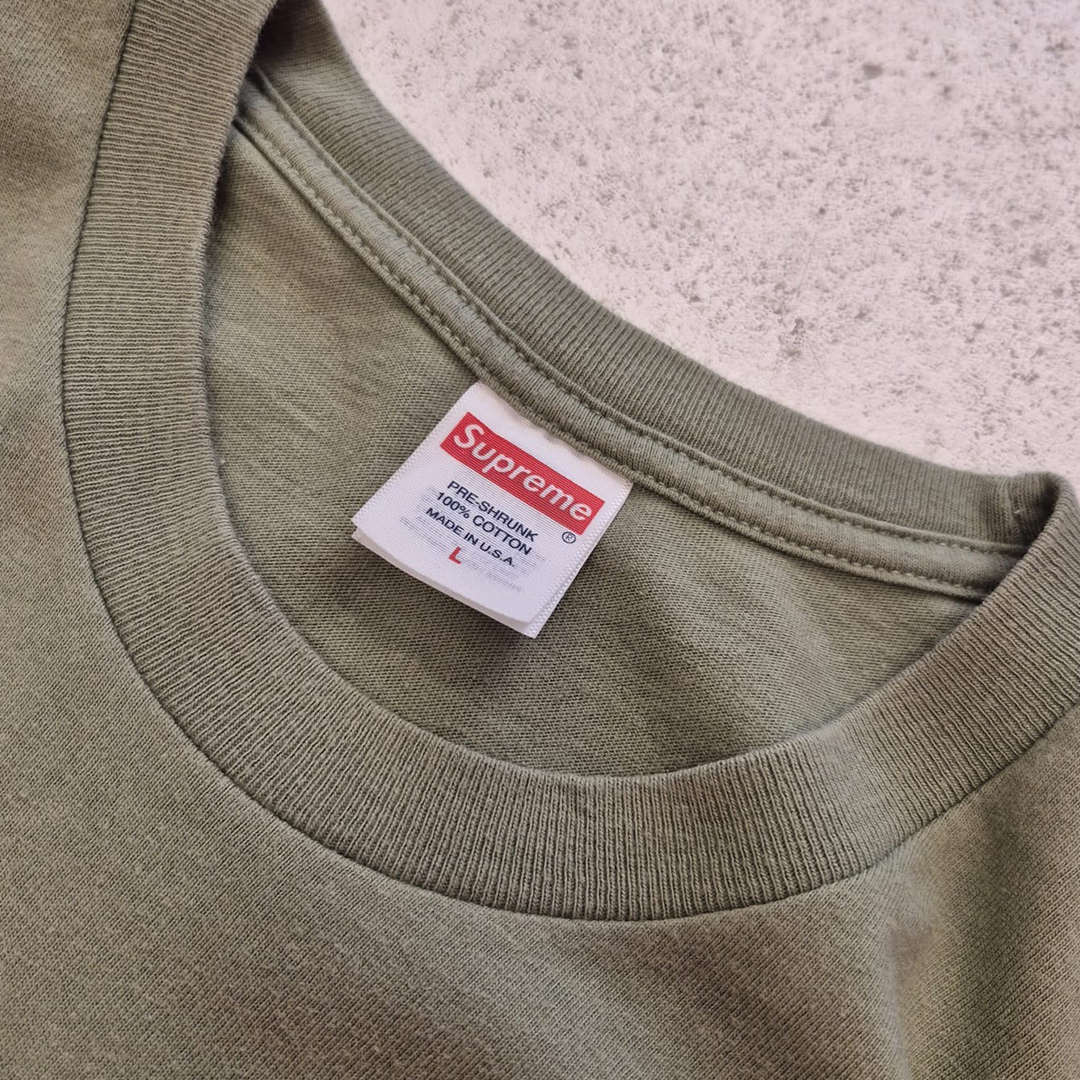 Supreme
®
PRE-SHRUNK
100% COTTON
MADE IN U.S.A.
L